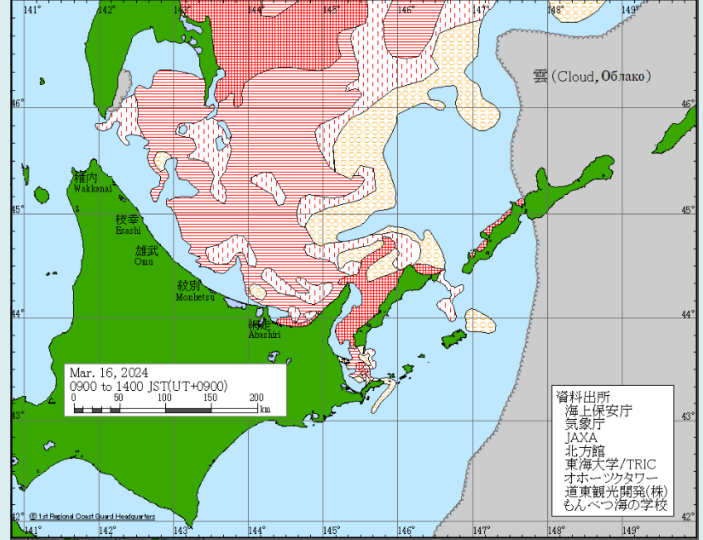 141° 142° 143° 144° 145° 146° 147° 148° 149°
雲(Cloud, Облако)
46° 46°
稚内
Wakkanai
45° 45°
枝幸
Esashi
雄武
Omu
紋別
Monbetsu
44° 44°
網走
Abashiri
Mar. 16, 2024
0900 to 1400 JST(UT+0900)
0 50 100 150 200
km
43° 43°
資料出所
海上保安庁
気象庁
JAXA
北方館
東海大学/TRIC
オホーツクタワー
道東観光開発(株)
もんべつ海の学校
© 1st Regional Coast Guard Headquarters
42° 42°
141° 142° 143° 144° 145° 146° 147° 148° 149°